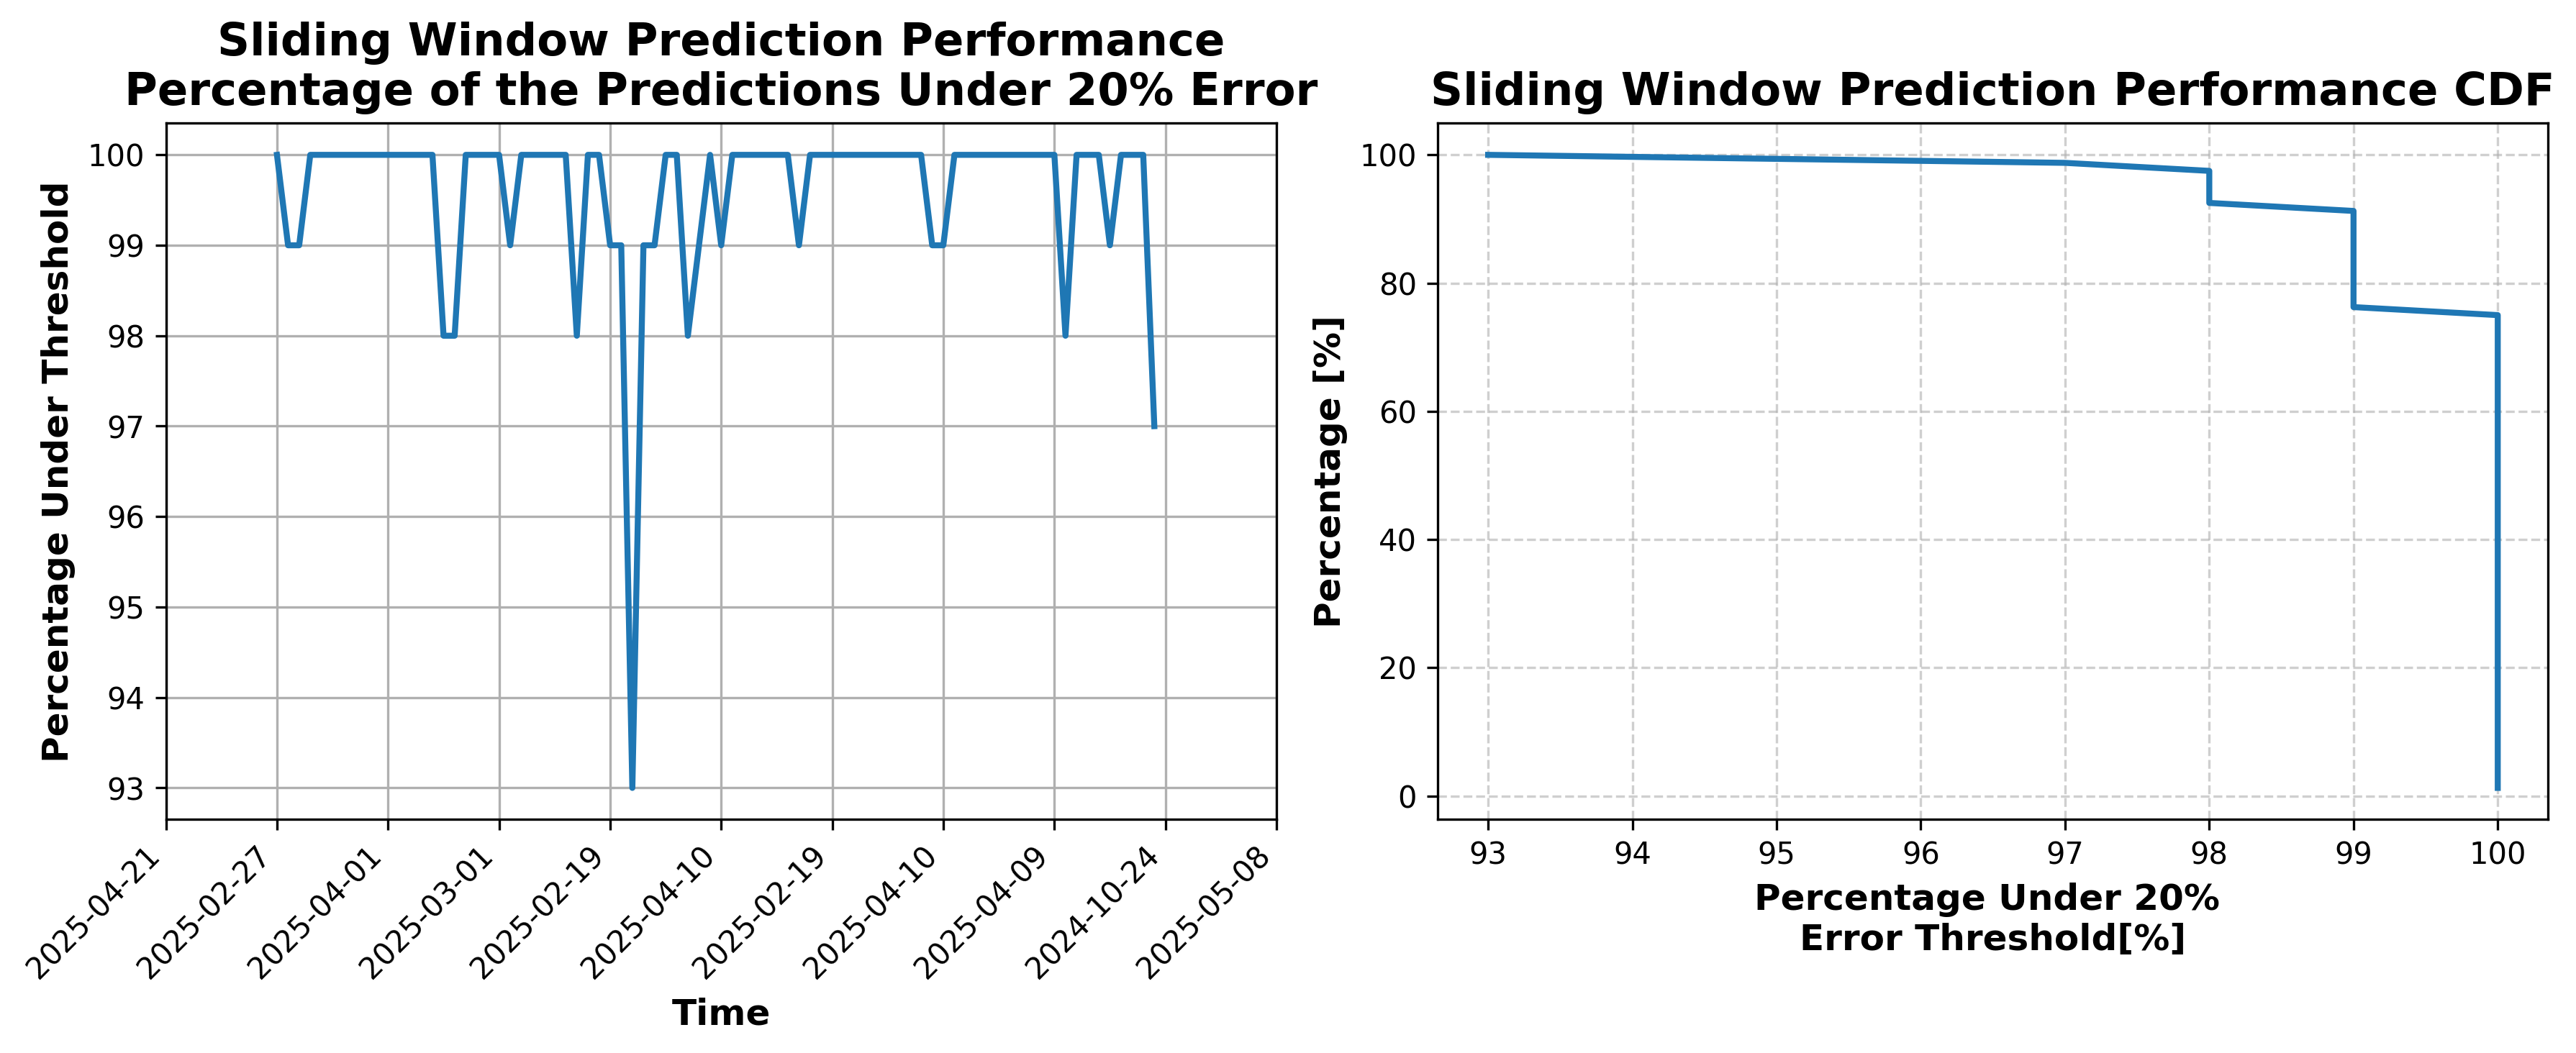 Sliding Window Prediction Performance
Percentage of the Predictions Under 20% Error
Percentage Under Threshold
100
99
98
97
96
95
94
93
2025-04-21
2025-02-27
2025-04-01
2025-03-01
2025-02-19
2025-04-10
2025-02-19
2025-04-10
2025-04-09
2024-10-24
2025-05-08
Time
Sliding Window Prediction Performance CDF
Percentage [%]
100
80
60
40
20
0
93 94 95 96 97 98 99 100
Percentage Under 20%
Error Threshold[%]